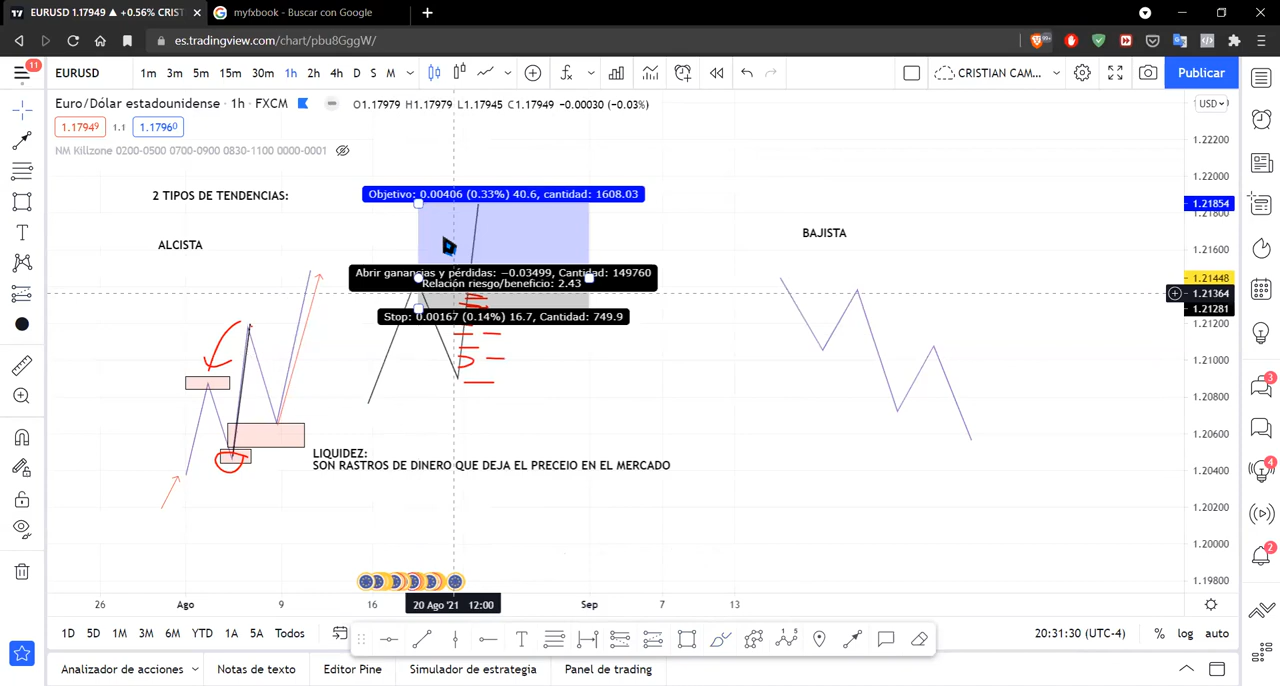 EURUSD 1.17949 ▲ +0.56% CRIST
myfxbook - Buscar con Google
es.tradingview.com/chart/pbu8GggW/
99+
11
EURUSD
1m 3m 5m 15m 30m 1h 2h 4h D S M
CRISTIAN CAM...
Publicar
Euro/Dólar estadounidense · 1h · FXCM
O1.17979 H1.17979 L1.17945 C1.17949 −0.00030 (−0.03%)
USD
1.17949 1.1 1.17960
NM Killzone 0200-0500 0700-0900 0830-1100 0000-0001
2 TIPOS DE TENDENCIAS:
Objetivo: 0.00406 (0.33%) 40.6, cantidad: 1608.03
ALCISTA
BAJISTA
Abrir ganancias y pérdidas: −0.03499, Cantidad: 149760
Relación riesgo/beneficio: 2.43
Stop: 0.00167 (0.14%) 16.7, Cantidad: 749.9
LIQUIDEZ:
SON RASTROS DE DINERO QUE DEJA EL PRECEIO EN EL MERCADO
1.22200
1.22000
1.21854
1.21800
1.21600
1.21448
1.21364
1.21281
1.21200
1.21000
1.20800
1.20600
1.20400
1.20200
1.20000
1.19800
3
4
2
26 Ago 9 16 20 Ago '21 12:00 Sep 7 13
1D 5D 1M 3M 6M YTD 1A 5A Todos
20:31:30 (UTC-4) % log auto
Analizador de acciones Notas de texto Editor Pine Simulador de estrategia Panel de trading